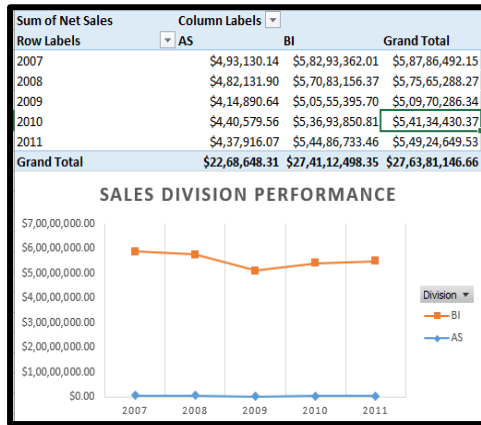 Sum of Net Sales Column Labels
Row Labels AS BI Grand Total
2007 $4,93,130.14 $5,82,93,362.01 $5,87,86,492.15
2008 $4,82,131.90 $5,70,83,156.37 $5,75,65,288.27
2009 $4,14,890.64 $5,05,55,395.70 $5,09,70,286.34
2010 $4,40,579.56 $5,36,93,850.81 $5,41,34,430.37
2011 $4,37,916.07 $5,44,86,733.46 $5,49,24,649.53
Grand Total $22,68,648.31 $27,41,12,498.35 $27,63,81,146.66
SALES DIVISION PERFORMANCE
$7,00,00,000.00
$6,00,00,000.00
$5,00,00,000.00
$4,00,00,000.00
$3,00,00,000.00
$2,00,00,000.00
$1,00,00,000.00
$0.00
2007 2008 2009 2010 2011
Division
BI
AS